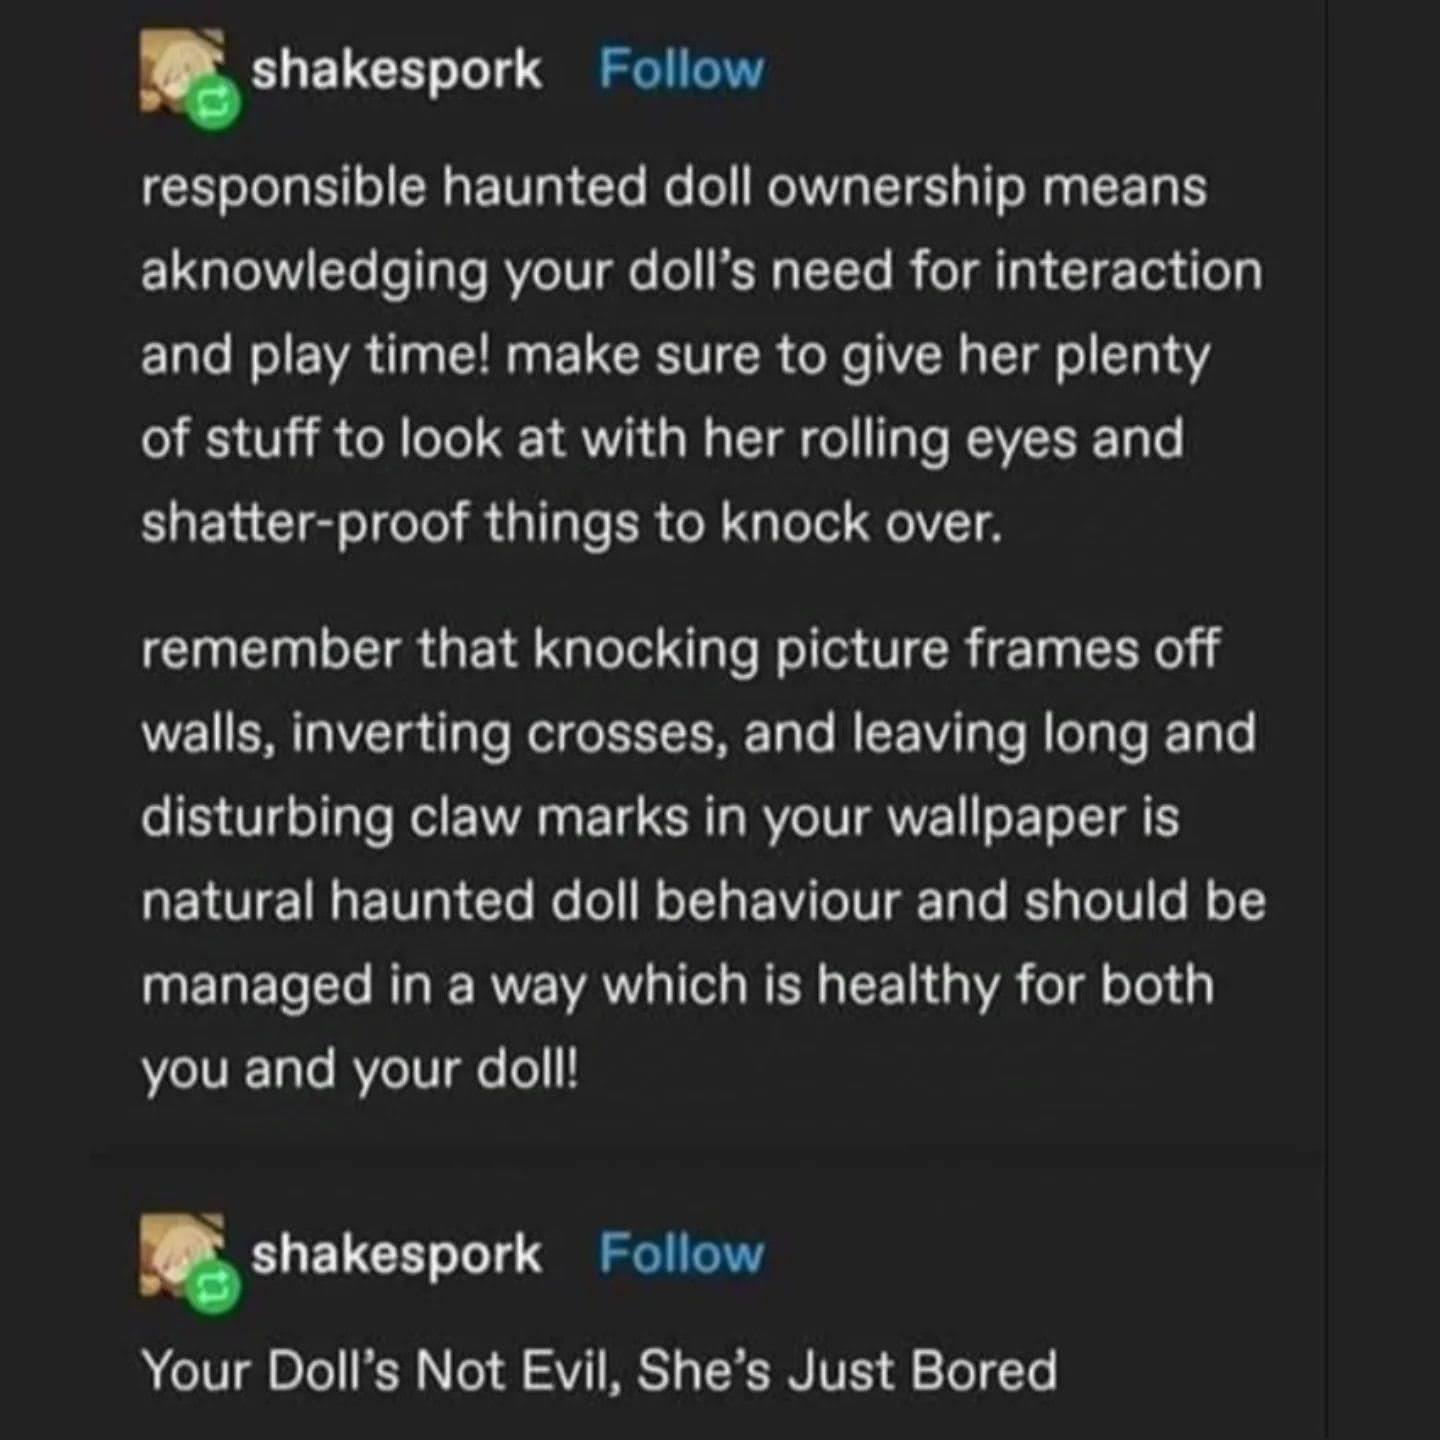 shakespork Follow
responsible haunted doll ownership means
aknowledging your doll’s need for interaction
and play time! make sure to give her plenty
of stuff to look at with her rolling eyes and
shatter-proof things to knock over.
remember that knocking picture frames off
walls, inverting crosses, and leaving long and
disturbing claw marks in your wallpaper is
natural haunted doll behaviour and should be
managed in a way which is healthy for both
you and your doll!
shakespork Follow
Your Doll’s Not Evil, She’s Just Bored